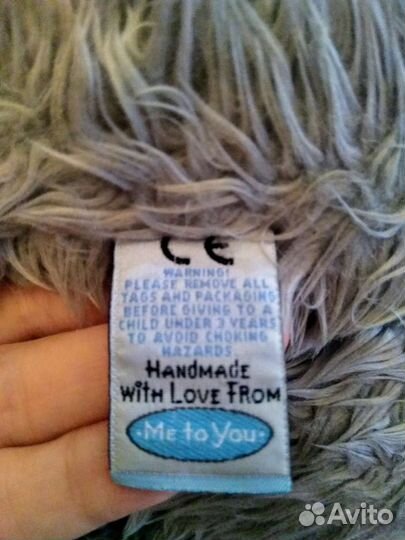 CE
WARNING!
PLEASE REMOVE ALL
TAGS AND PACKAGING
BEFORE GIVING TO A
CHILD UNDER 3 YEARS
TO AVOID CHOKING
HAZARDS
HANDMADE
WITH LOVE FROM
·ME TO YOU·
Avito